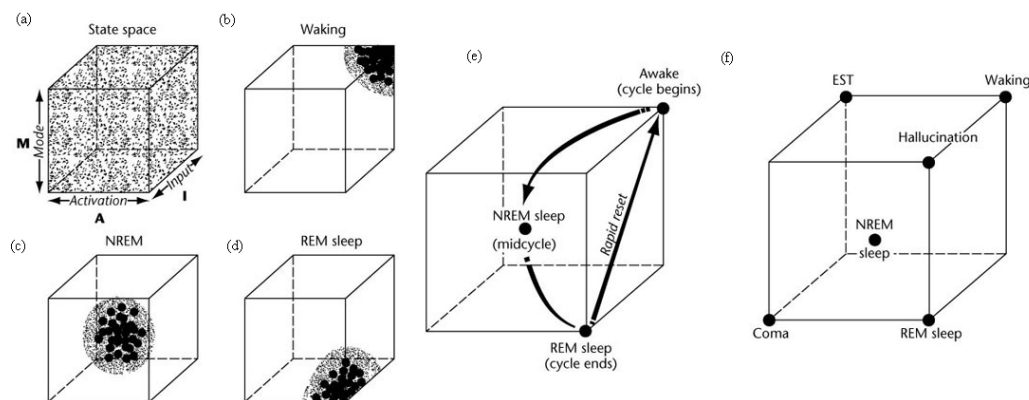 (a)
State space
M
Mode
Activation
A
Input
I
(b)
Waking
(c)
NREM
(d)
REM sleep
(e)
Awake
(cycle begins)
NREM sleep
(midcycle)
Rapid reset
REM sleep
(cycle ends)
(f)
EST
Waking
Hallucination
NREM
sleep
Coma
REM sleep